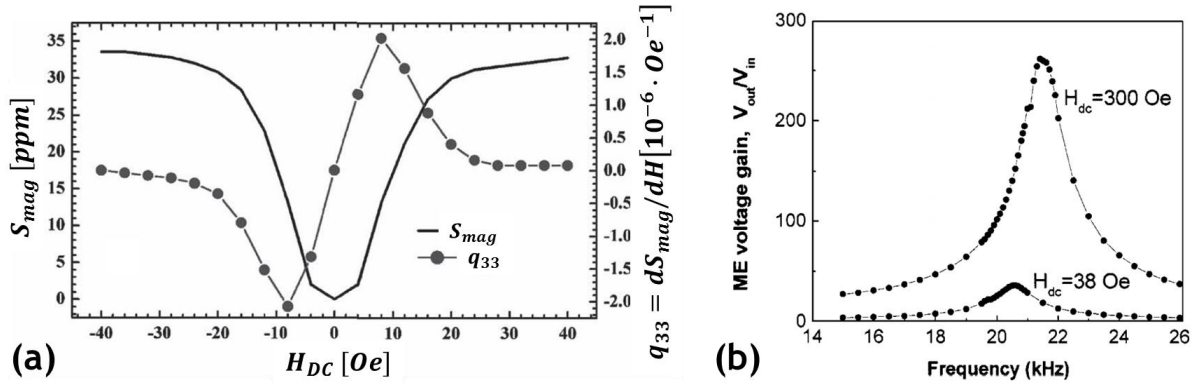 S_mag [ppm]
35
30
25
20
15
10
5
0
-40 -30 -20 -10 0 10 20 30 40
H_DC [Oe]
S_mag
q_33
2.0
1.5
1.0
0.5
0.0
-0.5
-1.0
-1.5
-2.0
q_33 = dS_mag/dH[10^-6 · Oe^-1]
(a)
ME voltage gain, V_out/V_in
300
200
100
0
H_dc=300 Oe
H_dc=38 Oe
14 16 18 20 22 24 26
Frequency (kHz)
(b)